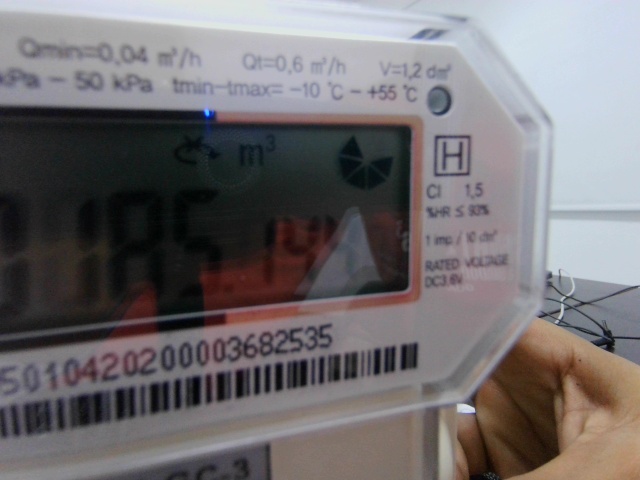 Qmin=0,04 m³/h Qt=0,6 m³/h V=1,2 dm³
kPa – 50 kPa tmin-tmax= -10 °C – +55 °C
m³
H
Cl 1,5
%HR ≤ 93%
1 imp./10 dm³
RATED VOLTAGE
DC3,6V
5010420200003682535